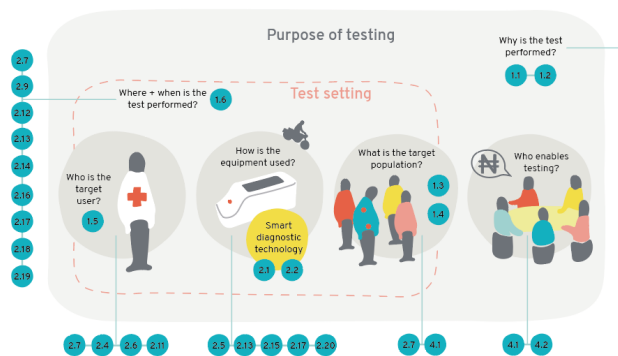 Purpose of testing
Why is the test
performed?
1.1
1.2
2.7
2.9
2.12
2.13
2.14
2.16
2.17
2.18
2.19
Where + when is the
test performed?
1.6
Test setting
Who is the
target
user?
1.5
How is the
equipment used?
Smart
diagnostic
technology
2.1
2.2
What is the target
population?
1.3
1.4
₦
Who enables
testing?
2.7
2.4
2.6
2.11
2.5
2.13
2.15
2.17
2.20
2.7
4.1
4.1
4.2